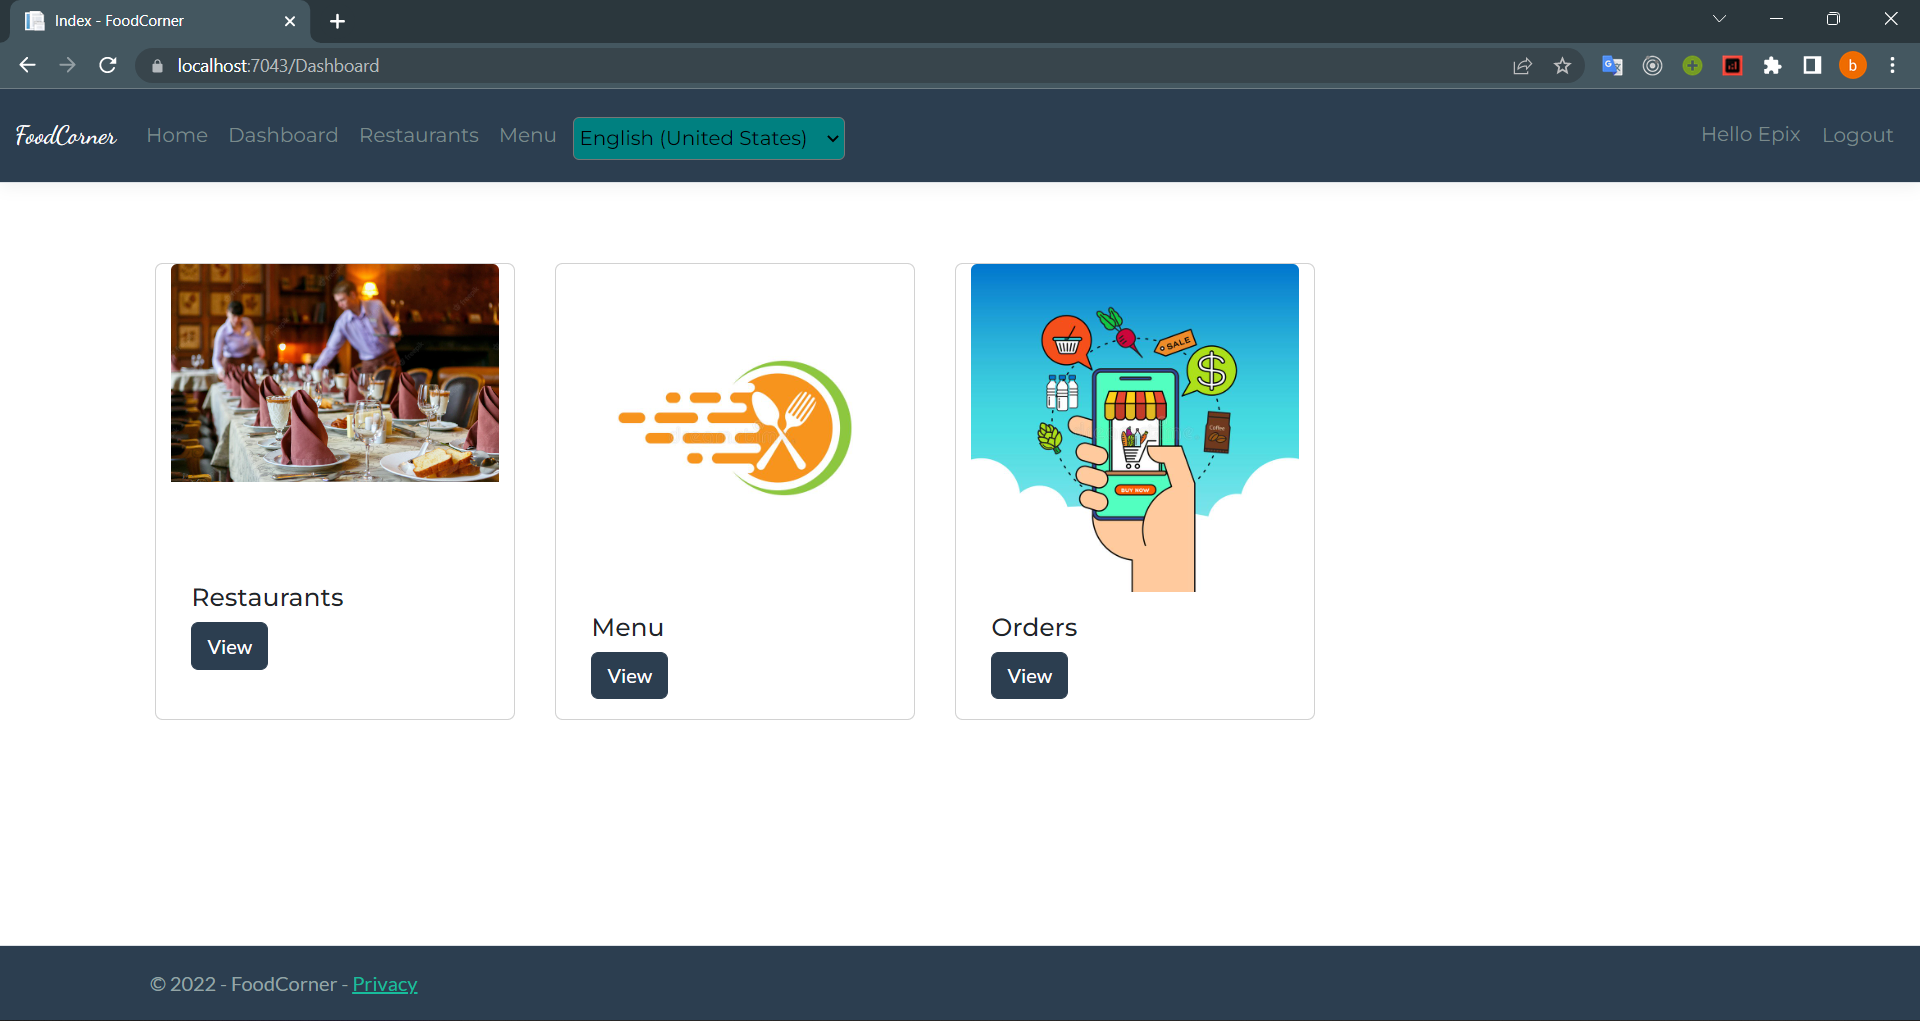 Index - FoodCorner
localhost:7043/Dashboard
b
FoodCorner Home Dashboard Restaurants Menu English (United States) Hello Epix Logout
SALE
$
Coffee
BUY NOW
Restaurants
View
Menu
View
Orders
View
© 2022 - FoodCorner - Privacy